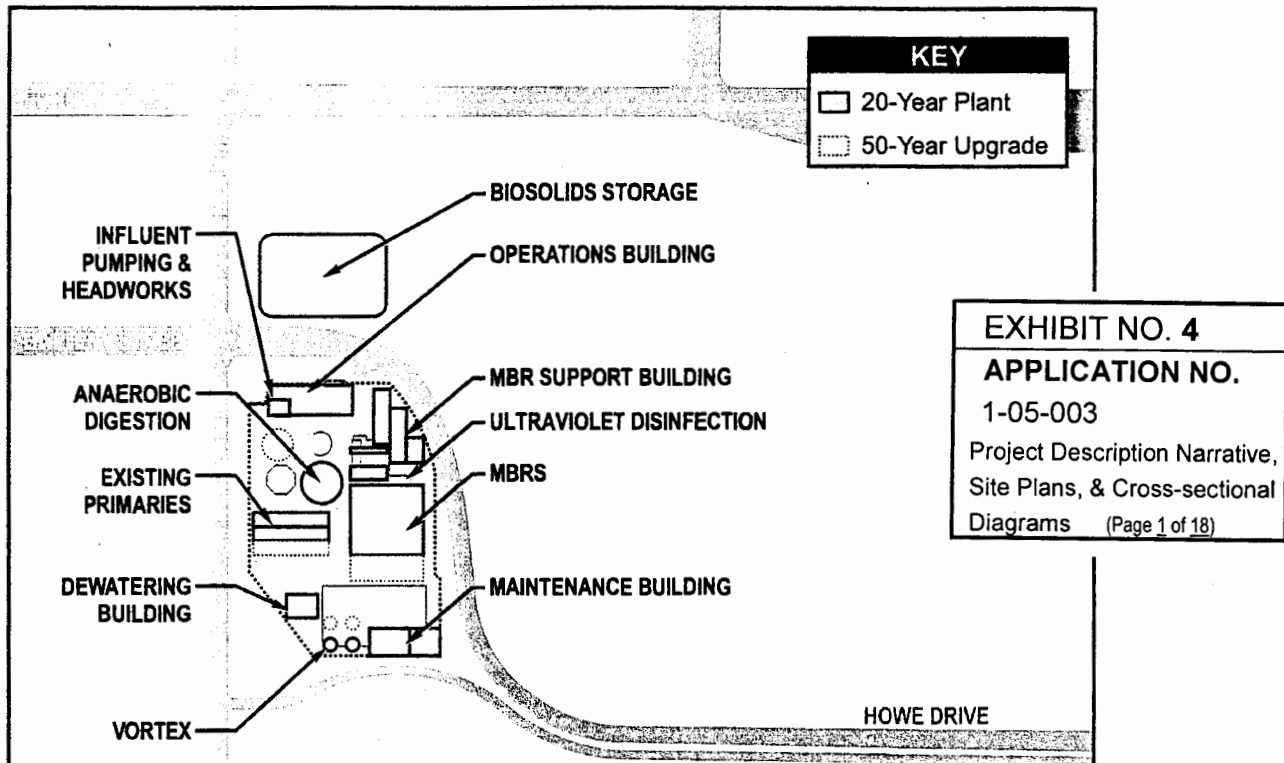 KEY
20-Year Plant
50-Year Upgrade
BIOSOLIDS STORAGE
INFLUENT
PUMPING &
HEADWORKS
OPERATIONS BUILDING
MBR SUPPORT BUILDING
ANAEROBIC
DIGESTION
ULTRAVIOLET DISINFECTION
EXISTING
PRIMARIES
MBRS
DEWATERING
BUILDING
MAINTENANCE BUILDING
VORTEX
HOWE DRIVE
EXHIBIT NO. 4
APPLICATION NO.
1-05-003
Project Description Narrative,
Site Plans, & Cross-sectional
Diagrams (Page 1 of 18)